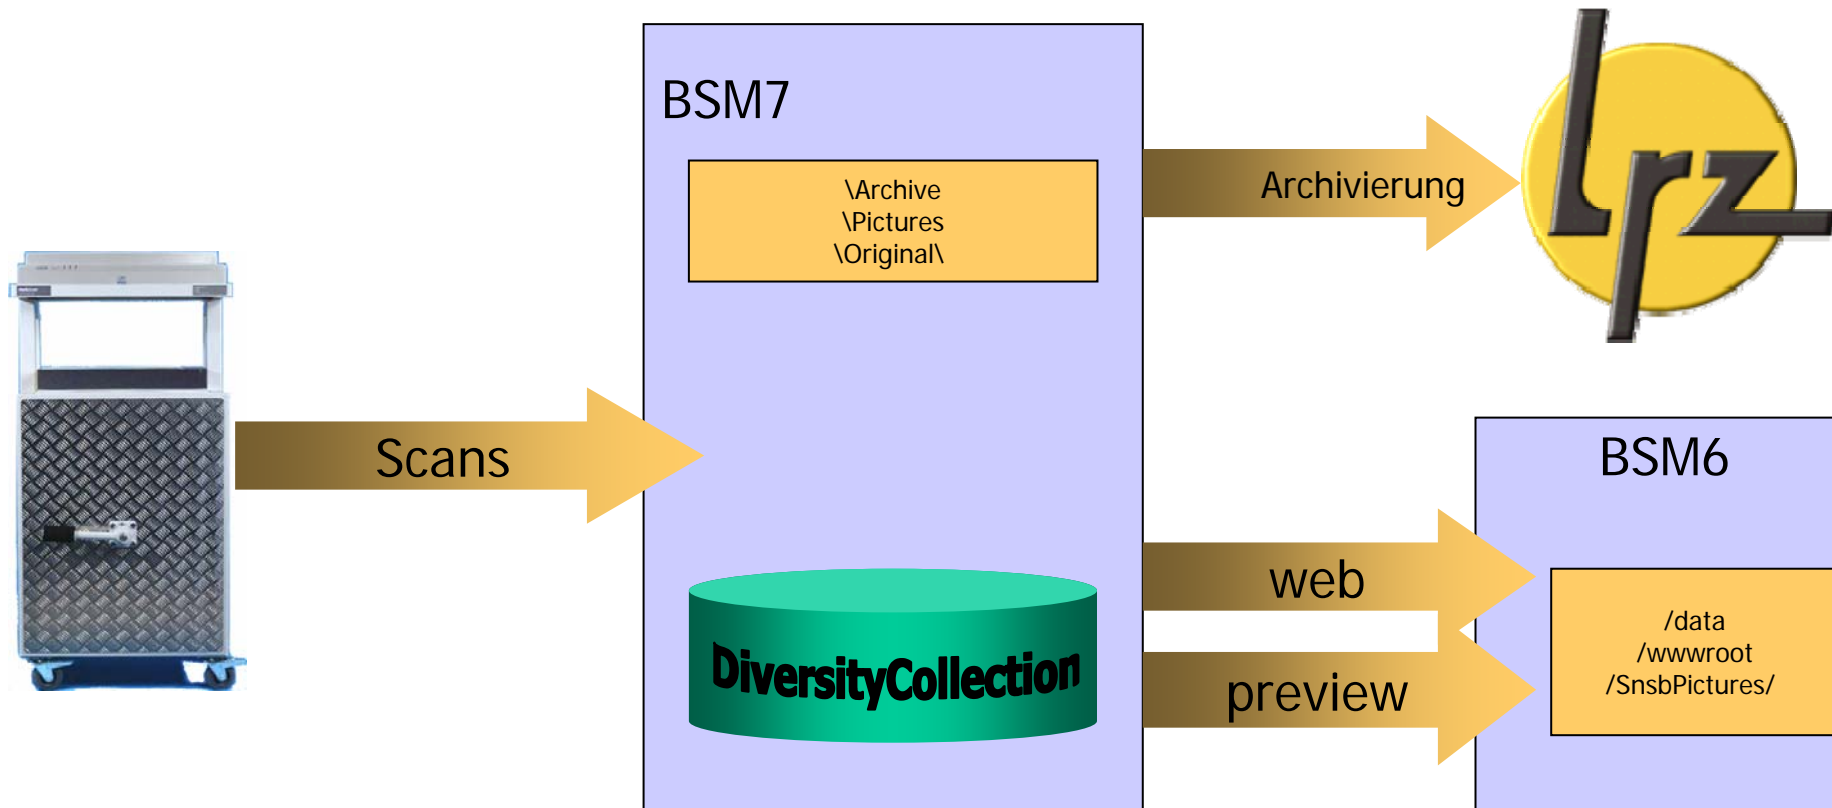 BSM7
\Archive
\Pictures
\Original\
Archivierung
lrz
Scans
BSM6
DiversityCollection
web
preview
/data
/wwwroot
/SnsbPictures/